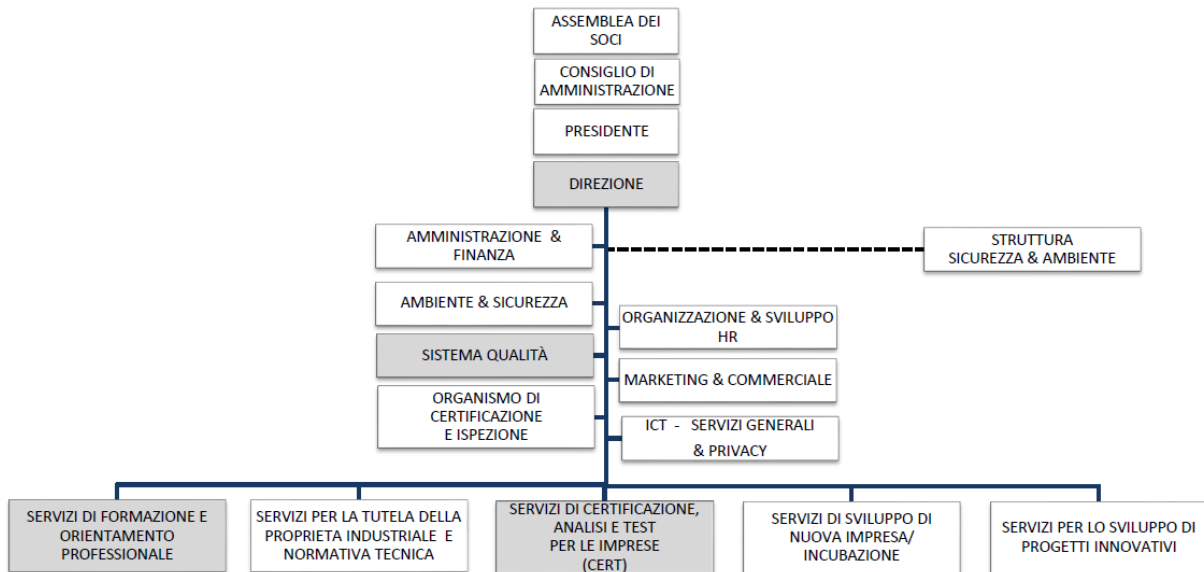 ASSEMBLEA DEI
SOCI
CONSIGLIO DI
AMMINISTRAZIONE
PRESIDENTE
DIREZIONE
AMMINISTRAZIONE &
FINANZA
STRUTTURA
SICUREZZA & AMBIENTE
AMBIENTE & SICUREZZA
ORGANIZZAZIONE & SVILUPPO
HR
SISTEMA QUALITÀ
MARKETING & COMMERCIALE
ORGANISMO DI
CERTIFICAZIONE
E ISPEZIONE
ICT - SERVIZI GENERALI
& PRIVACY
SERVIZI DI FORMAZIONE E
ORIENTAMENTO
PROFESSIONALE
SERVIZI PER LA TUTELA DELLA
PROPRIETA INDUSTRIALE E
NORMATIVA TECNICA
SERVIZI DI CERTIFICAZIONE,
ANALISI E TEST
PER LE IMPRESE
(CERT)
SERVIZI DI SVILUPPO DI
NUOVA IMPRESA/
INCUBAZIONE
SERVIZI PER LO SVILUPPO DI
PROGETTI INNOVATIVI